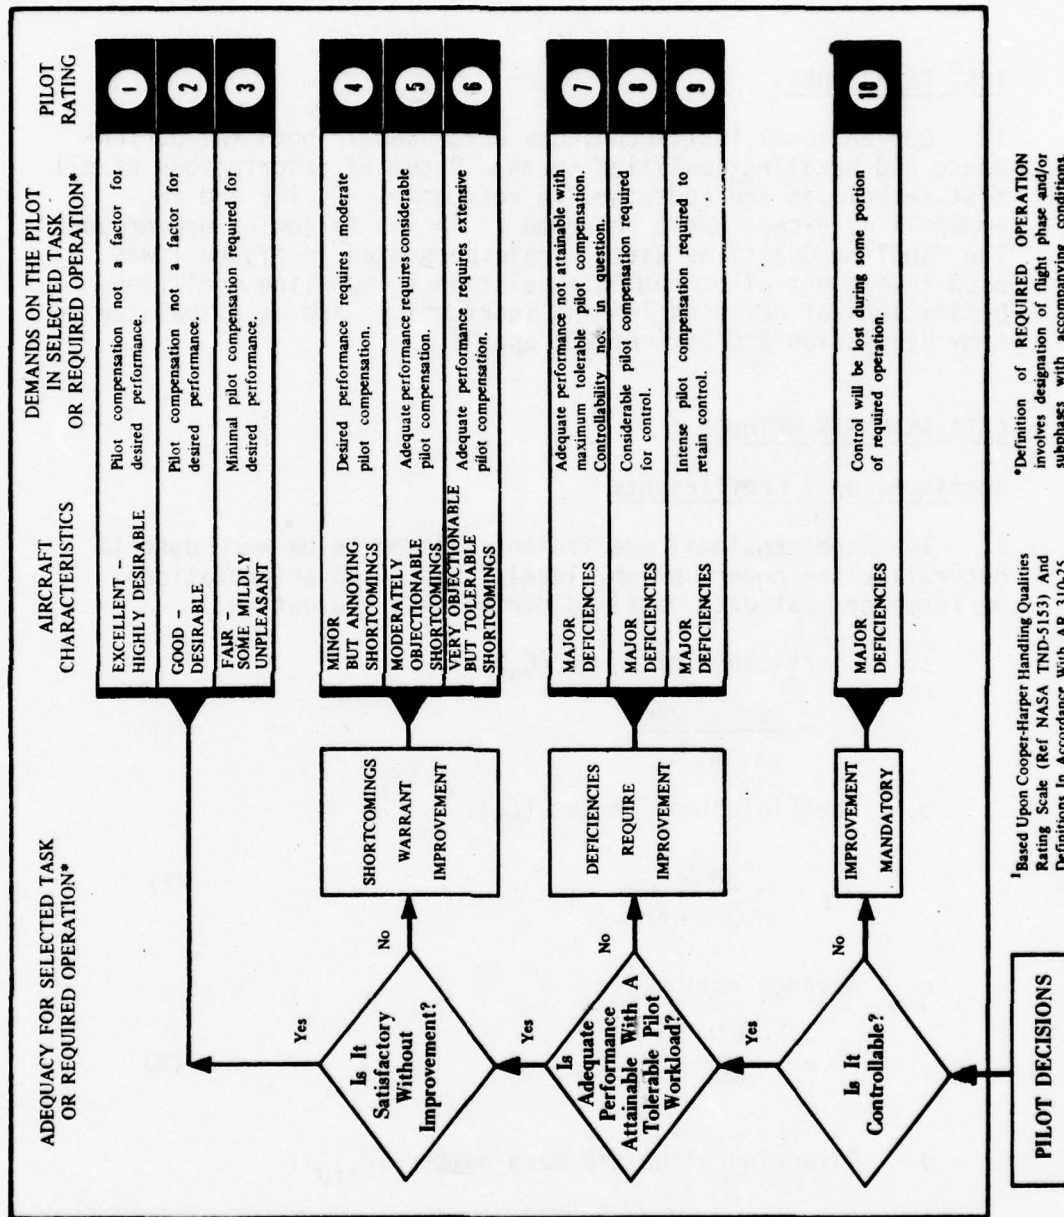 ADEQUACY FOR SELECTED TASK
OR REQUIRED OPERATION*
AIRCRAFT
CHARACTERISTICS
DEMANDS ON THE PILOT
IN SELECTED TASK
OR REQUIRED OPERATION*
PILOT
RATING
EXCELLENT –
HIGHLY DESIRABLE
Pilot compensation not a factor for
desired performance.
1
GOOD –
DESIRABLE
Pilot compensation not a factor for
desired performance.
2
FAR –
SOME MILDLY
UNPLEASANT
Minimal pilot compensation required for
desired performance.
3
Yes
Is It
Satisfactory
Without
Improvement?
No
SHORTCOMINGS
WARRANT
IMPROVEMENT
MINOR
BUT ANNOYING
SHORTCOMINGS
Desired performance requires moderate
pilot compensation.
4
MODERATELY
OBJECTIONABLE
SHORTCOMINGS
Adequate performance require considerable
pilot compensation.
5
VERY OBJECTIONABLE
BUT TOLERABLE
SHORTCOMINGS
Adequate performance requires extensive
pilot compensation.
6
Yes
Is
Adequate
Performance
Attainable With A
Tolerable Pilot
Workload?
No
DEFICIENCIES
REQUIRE
IMPROVEMENT
MAJOR
DEFICIENCIES
Adequate performance not attainable with
maximum tolerable pilot compensation.
Controllability not in question.
7
MAJOR
DEFICIENCIES
Considerable pilot compensation required
for control.
8
MAJOR
DEFICIENCIES
Intense pilot compensation required to
retain control.
9
Yes
Is It
Controllable?
No
IMPROVEMENT
MANDATORY
MAJOR
DEFICIENCIES
Control will be lost during some portion
of required operation.
10
PILOT DECISIONS
1Based Upon Cooper-Harper Handling Qualities
Rating Scale (Ref NASA TND-5153) And
Definitions In Accordance With AR 310-25
*Definition of REQUIRED OPERATION
involves designation of flight phase and/or
subphases with accompanying conditions.